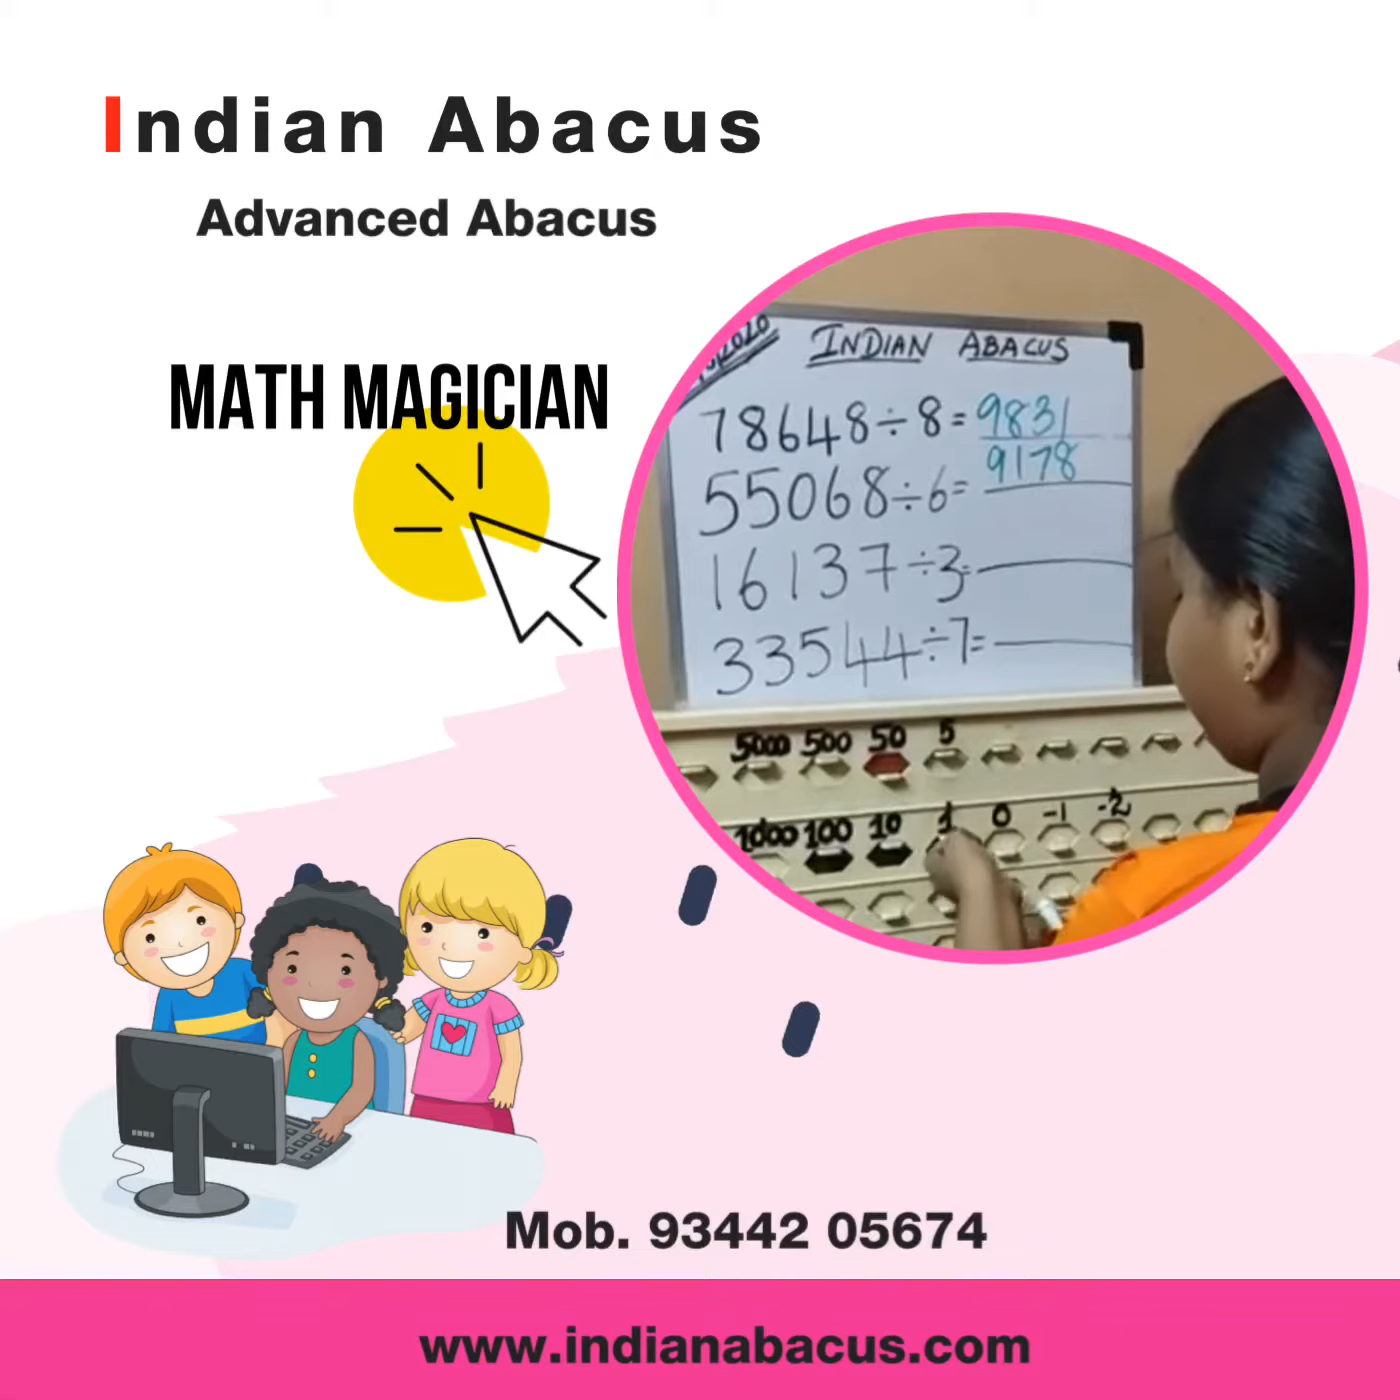 Indian Abacus
Advanced Abacus
MATH MAGICIAN
INDIAN ABACUS
78648÷8= 9831
55068÷6= 9178
16137÷3=
33544÷7=
5000 500 50 5
1000 100 10 1 0 -1 -2
Mob. 93442 05674
www.indianabacus.com